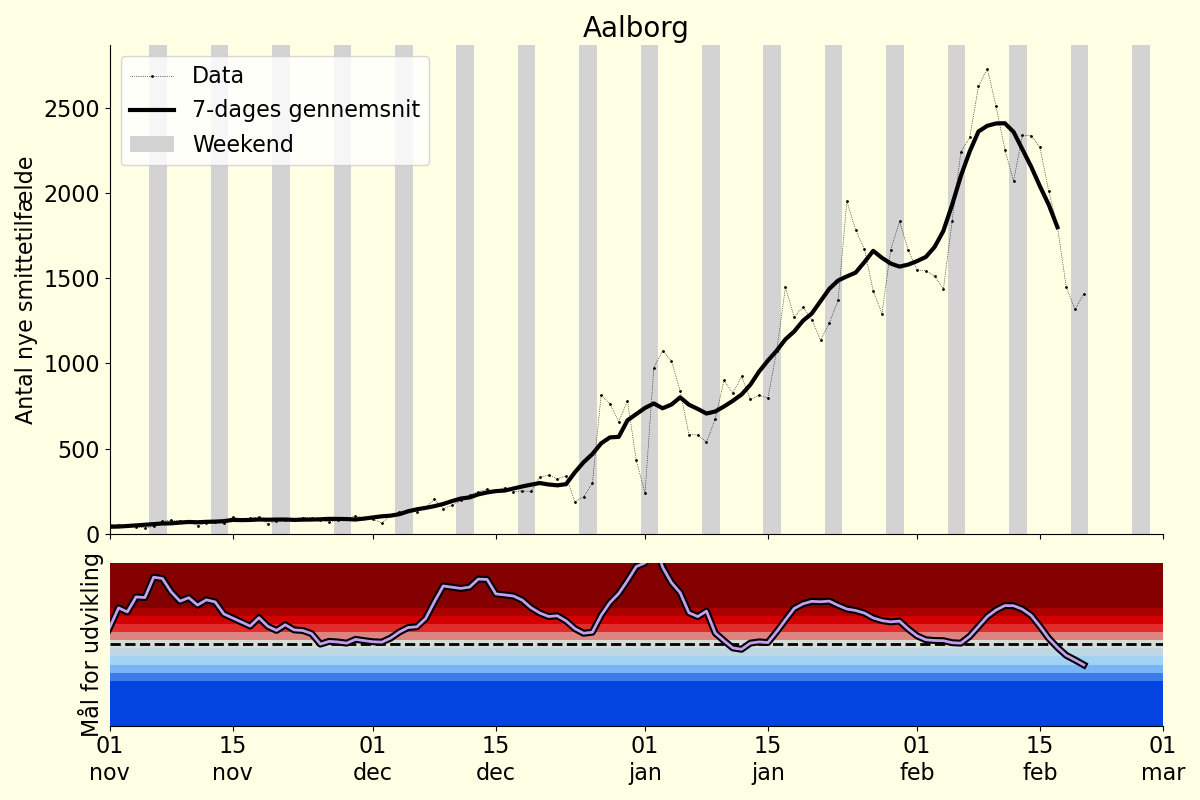 Aalborg
Data
7-dages gennemsnit
Weekend
Antal nye smittetilfælde
2500
2000
1500
1000
500
0
Mål for udvikling
01 15 01 15 01 15 01 15 01
nov nov dec dec jan jan feb feb mar